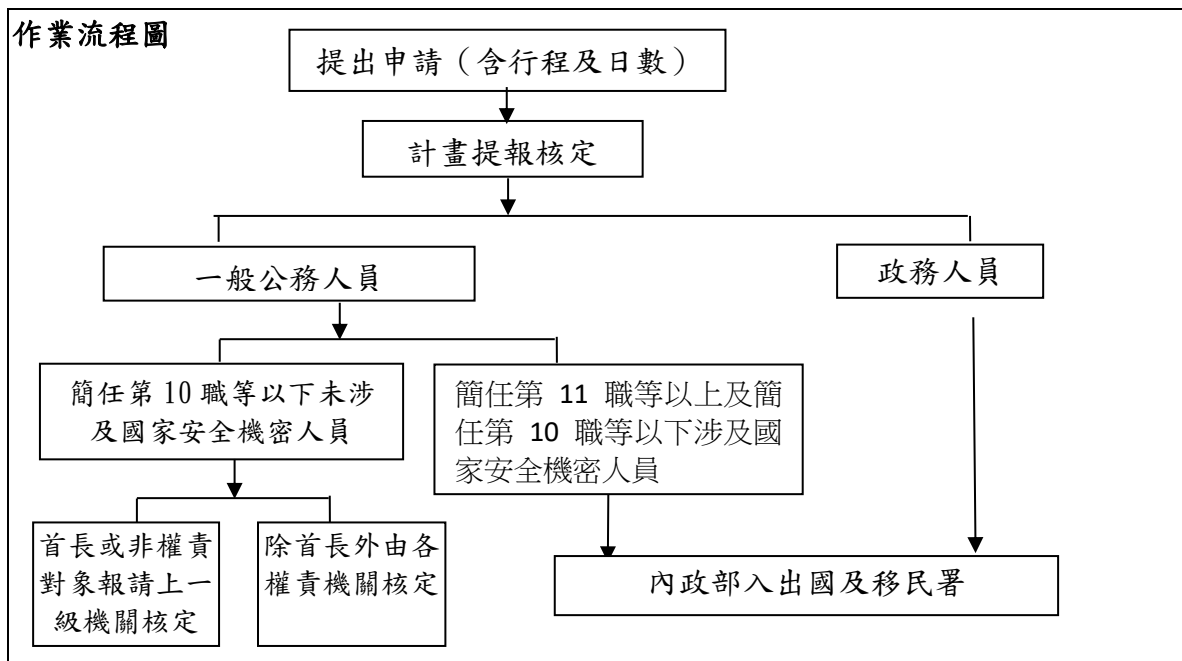 作業流程圖
提出申請（含行程及日數）
計畫提報核定
一般公務人員
政務人員
簡任第 10 職等以下未涉
及國家安全機密人員
簡任第 11 職等以上及簡
任第 10 職等以下涉及國
家安全機密人員
首長或非權責
對象報請上一
級機關核定
除首長外由各
權責機關核定
內政部入出國及移民署